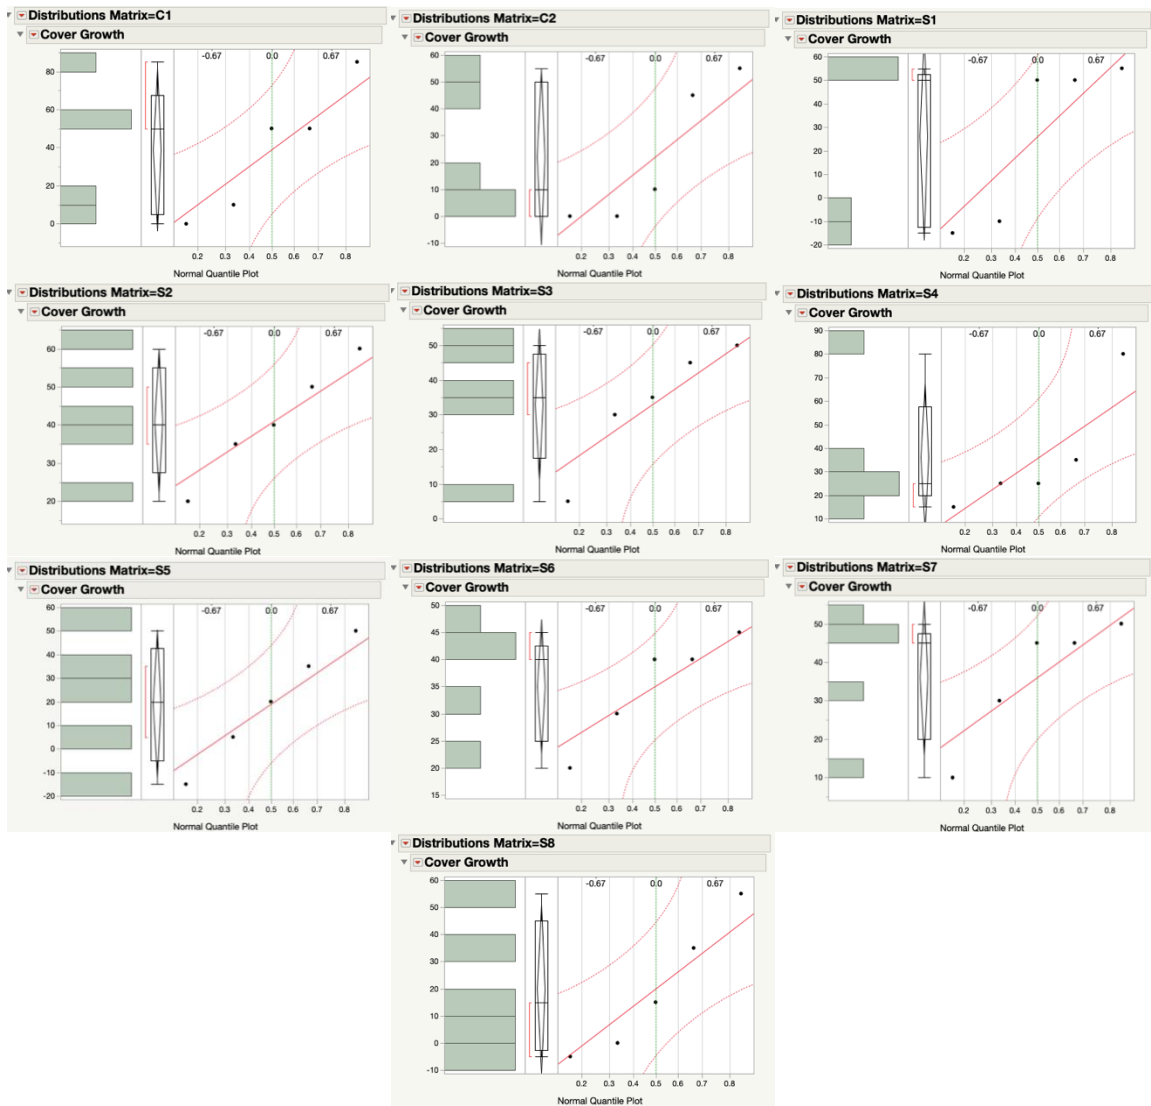 Distributions Matrix=C1
Cover Growth
-0.67 0.0 0.67
80
60
40
20
0
0.2 0.3 0.4 0.5 0.6 0.7 0.8
Normal Quantile Plot
Distributions Matrix=C2
Cover Growth
-0.67 0.0 0.67
60
50
40
30
20
10
0
-10
0.2 0.3 0.4 0.5 0.6 0.7 0.8
Normal Quantile Plot
Distributions Matrix=S1
Cover Growth
-0.67 0.0 0.67
60
50
40
30
20
10
0
-10
-20
0.2 0.3 0.4 0.5 0.6 0.7 0.8
Normal Quantile Plot
Distributions Matrix=S2
Cover Growth
-0.67 0.0 0.67
60
50
40
30
20
0.2 0.3 0.4 0.5 0.6 0.7 0.8
Normal Quantile Plot
Distributions Matrix=S3
Cover Growth
-0.67 0.0 0.67
50
40
30
20
10
0
0.2 0.3 0.4 0.5 0.6 0.7 0.8
Normal Quantile Plot
Distributions Matrix=S4
Cover Growth
-0.67 0.0 0.67
90
80
70
60
50
40
30
20
10
0.2 0.3 0.4 0.5 0.6 0.7 0.8
Normal Quantile Plot
Distributions Matrix=S5
Cover Growth
-0.67 0.0 0.67
60
50
40
30
20
10
0
-10
-20
0.2 0.3 0.4 0.5 0.6 0.7 0.8
Normal Quantile Plot
Distributions Matrix=S6
Cover Growth
-0.67 0.0 0.67
50
45
40
35
30
25
20
15
0.2 0.3 0.4 0.5 0.6 0.7 0.8
Normal Quantile Plot
Distributions Matrix=S7
Cover Growth
-0.67 0.0 0.67
50
40
30
20
10
0.2 0.3 0.4 0.5 0.6 0.7 0.8
Normal Quantile Plot
Distributions Matrix=S8
Cover Growth
-0.67 0.0 0.67
60
50
40
30
20
10
0
-10
0.2 0.3 0.4 0.5 0.6 0.7 0.8
Normal Quantile Plot